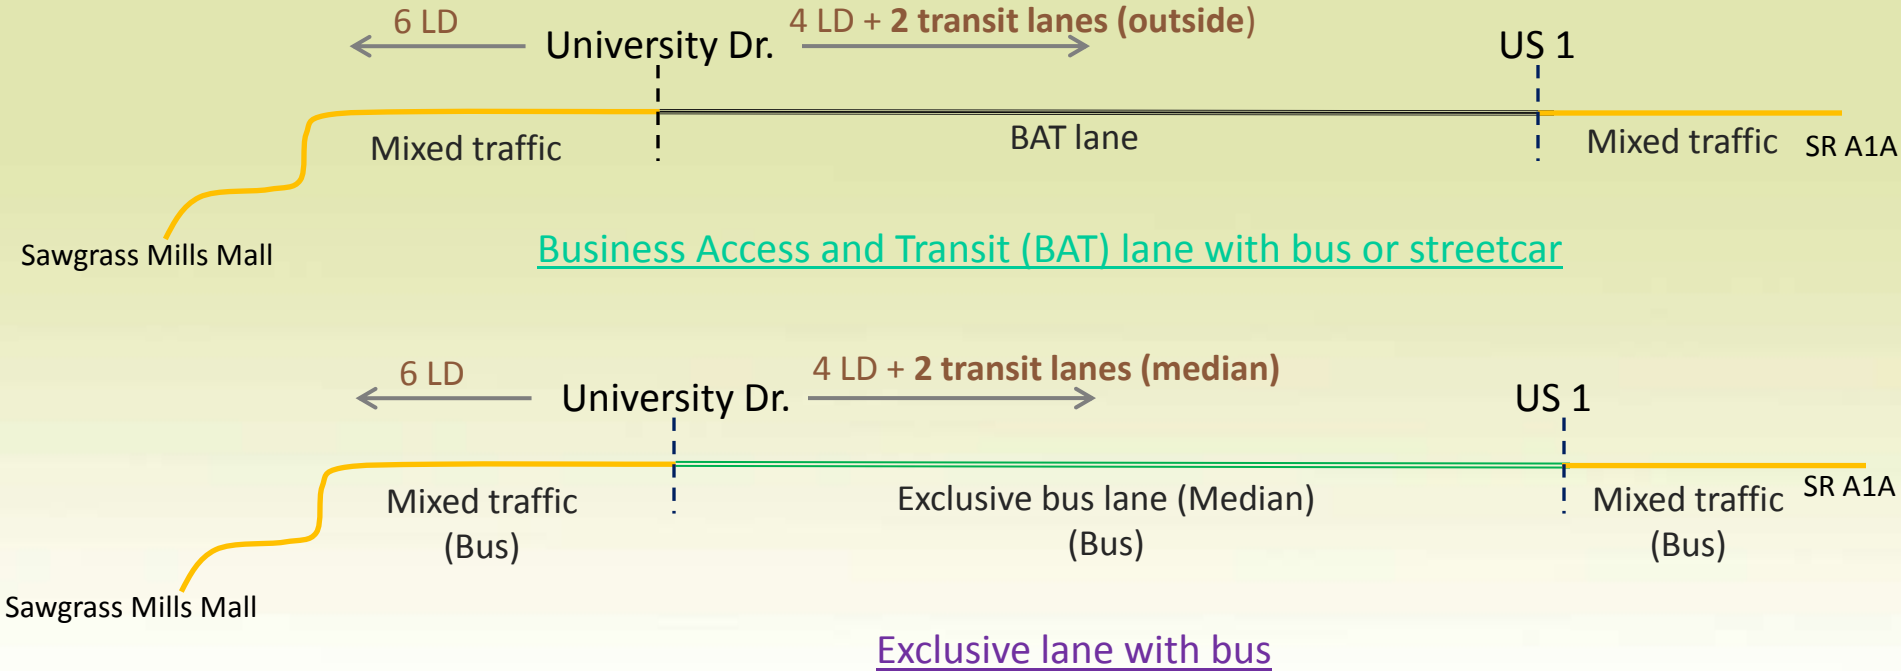 6 LD
4 LD + 2 transit lanes (outside)
University Dr.
US 1
Mixed traffic
BAT lane
Mixed traffic
SR A1A
Sawgrass Mills Mall
Business Access and Transit (BAT) lane with bus or streetcar
6 LD
4 LD + 2 transit lanes (median)
University Dr.
US 1
Mixed traffic
(Bus)
Exclusive bus lane (Median)
(Bus)
Mixed traffic
(Bus)
SR A1A
Sawgrass Mills Mall
Exclusive lane with bus